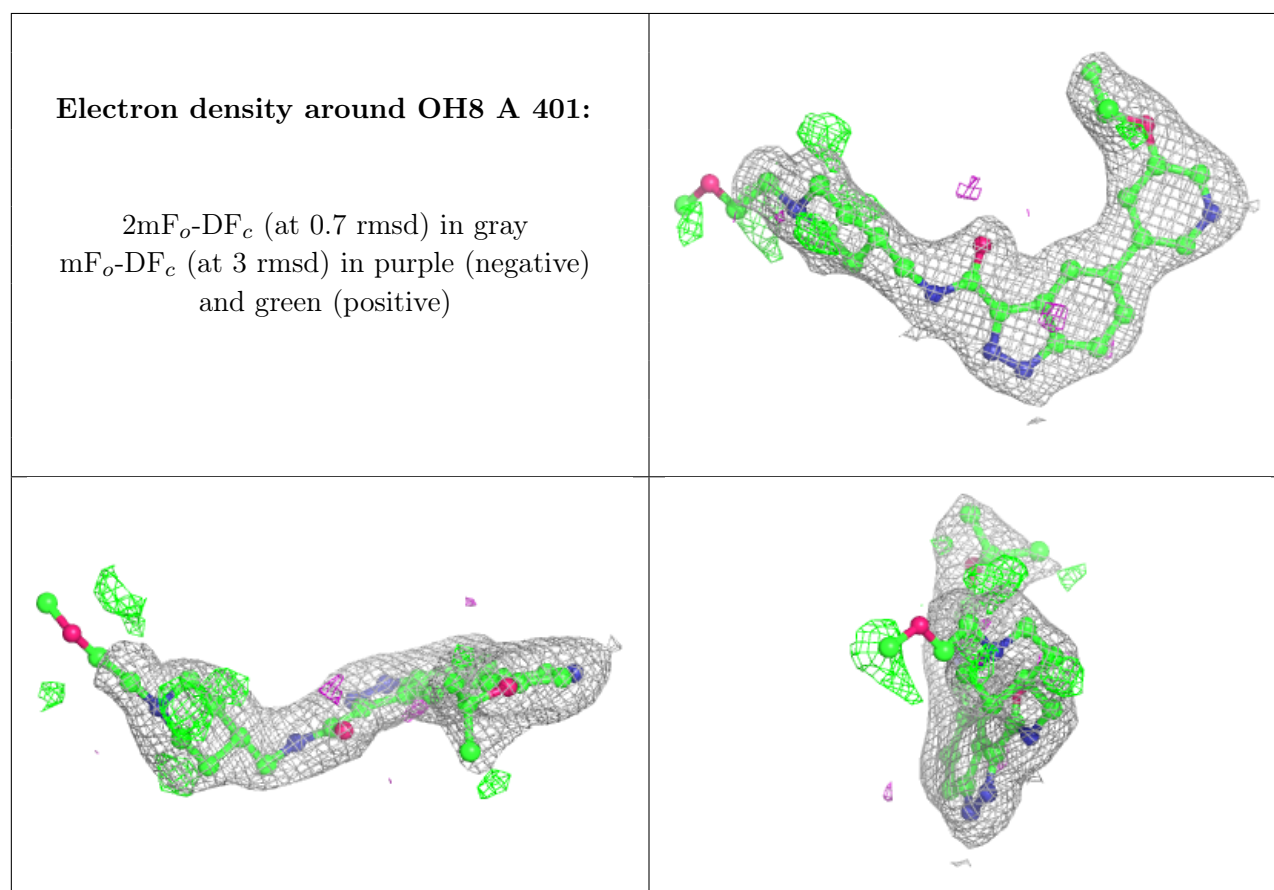 Electron density around OH8 A 401:
2mFo-DFc (at 0.7 rmsd) in gray
mFo-DFc (at 3 rmsd) in purple (negative)
and green (positive)